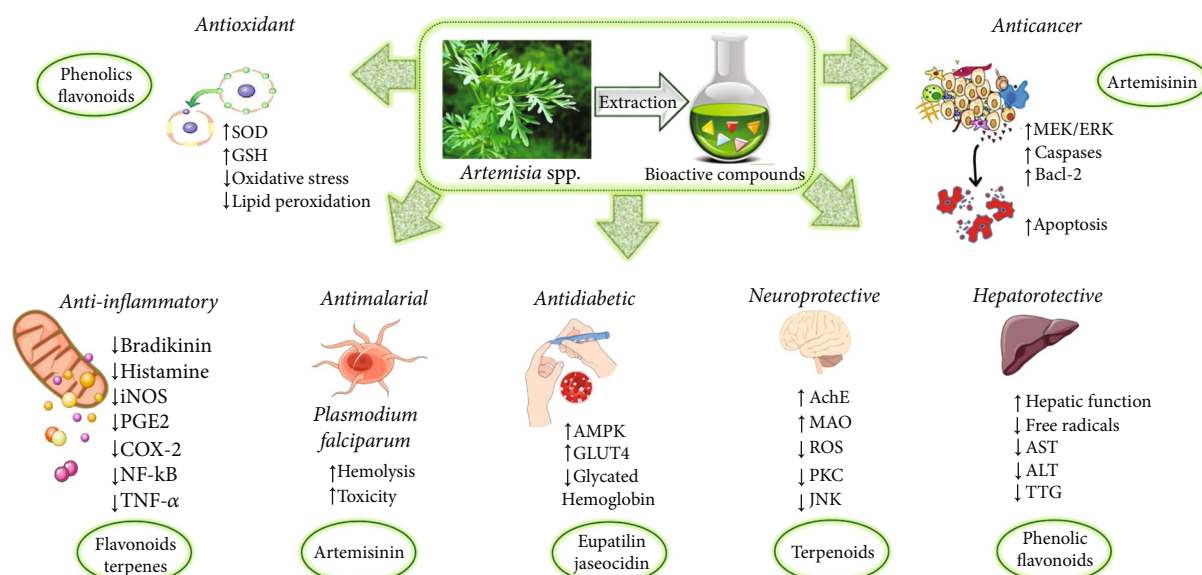 Antioxidant
Phenolics
flavonoids
↑SOD
↑GSH
↓Oxidative stress
↓Lipid peroxidation
Extraction
Artemisia spp.
Bioactive compounds
Anticancer
Artemisinin
↑MEK/ERK
↑Caspases
↑Bacl-2
↑Apoptosis
Anti-inflammatory
↓Bradikinin
↓Histamine
↓iNOS
↓PGE2
↓COX-2
↓NF-kB
↓TNF-α
Flavonoids
terpenes
Antimalarial
Plasmodium
falciparum
↑Hemolysis
↑Toxicity
Artemisinin
Antidiabetic
↑AMPK
↑GLUT4
↓Glycated
Hemoglobin
Eupatilin
jaseocidin
Neuroprotective
↑AchE
↑MAO
↓ROS
↓PKC
↓JNK
Terpenoids
Hepatorotective
↑Hepatic function
↓Free radicals
↓AST
↓ALT
↓TTG
Phenolic
flavonoids